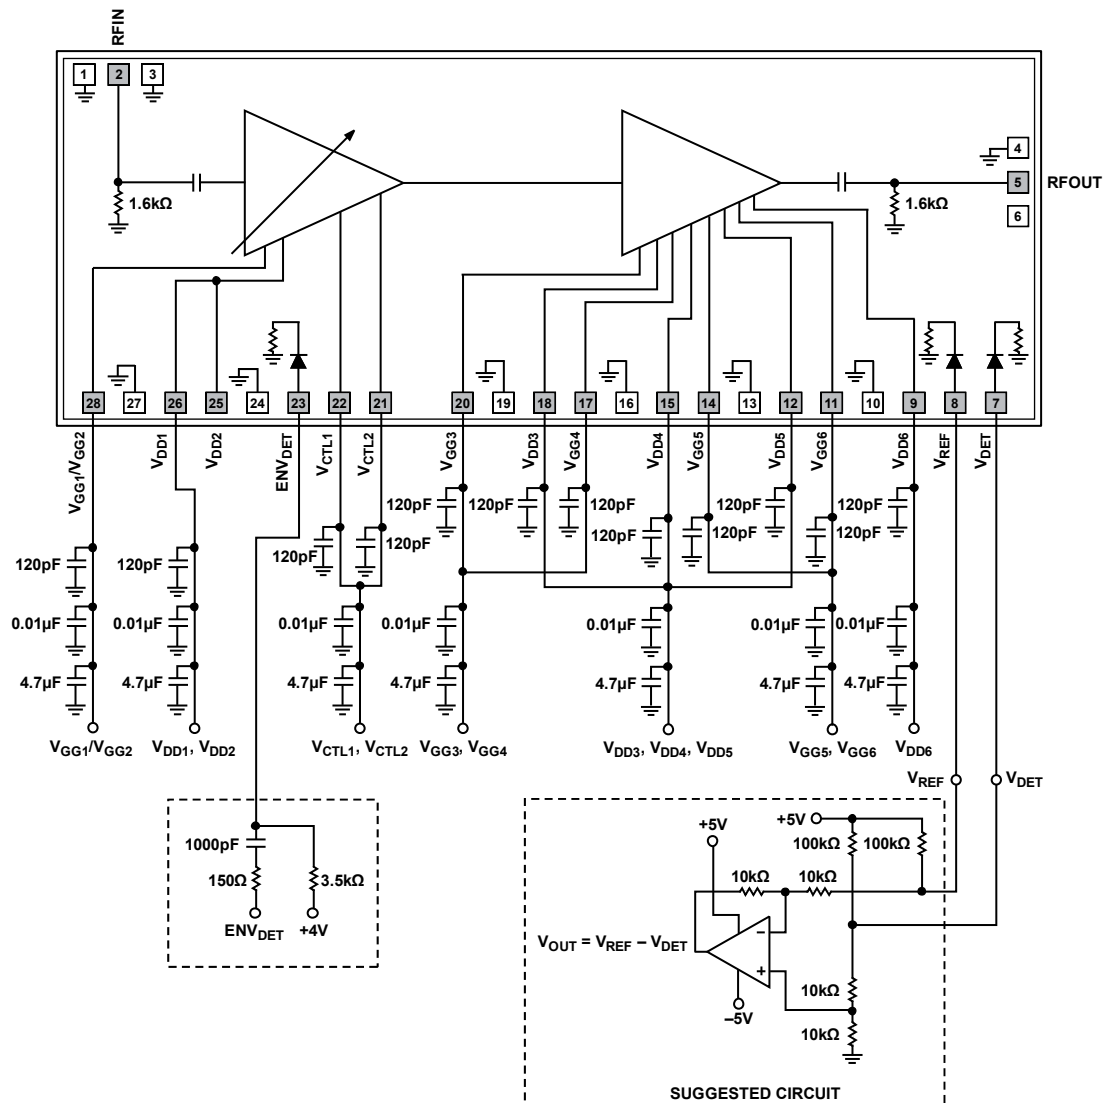 RFIN
1 2 3
4
5 RFOUT
6
1.6kΩ 1.6kΩ
28 27 26 25 24 23 22 21 20 19 18 17 16 15 14 13 12 11 10 9 8 7
VGG1/VGG2 VDD1 VDD2 ENVDET VCTL1 VCTL2 VGG3 VDD3 VGG4 VDD4 VGG5 VDD5 VGG6 VDD6 VREF VDET
120pF 120pF 120pF 120pF 120pF 120pF
120pF 120pF 120pF 120pF 120pF
120pF 120pF
0.01µF 0.01µF 0.01µF 0.01µF 0.01µF 0.01µF 0.01µF
4.7µF 4.7µF 4.7µF 4.7µF 4.7µF 4.7µF 4.7µF
VGG1/VGG2 VDD1, VDD2 VCTL1, VCTL2 VGG3, VGG4 VDD3, VDD4, VDD5 VGG5, VGG6 VDD6
VREF VDET
1000pF
150Ω 3.5kΩ
ENVDET +4V
+5V +5V
100kΩ 100kΩ
10kΩ 10kΩ
VOUT = VREF – VDET
–
+
10kΩ
–5V
10kΩ
SUGGESTED CIRCUIT